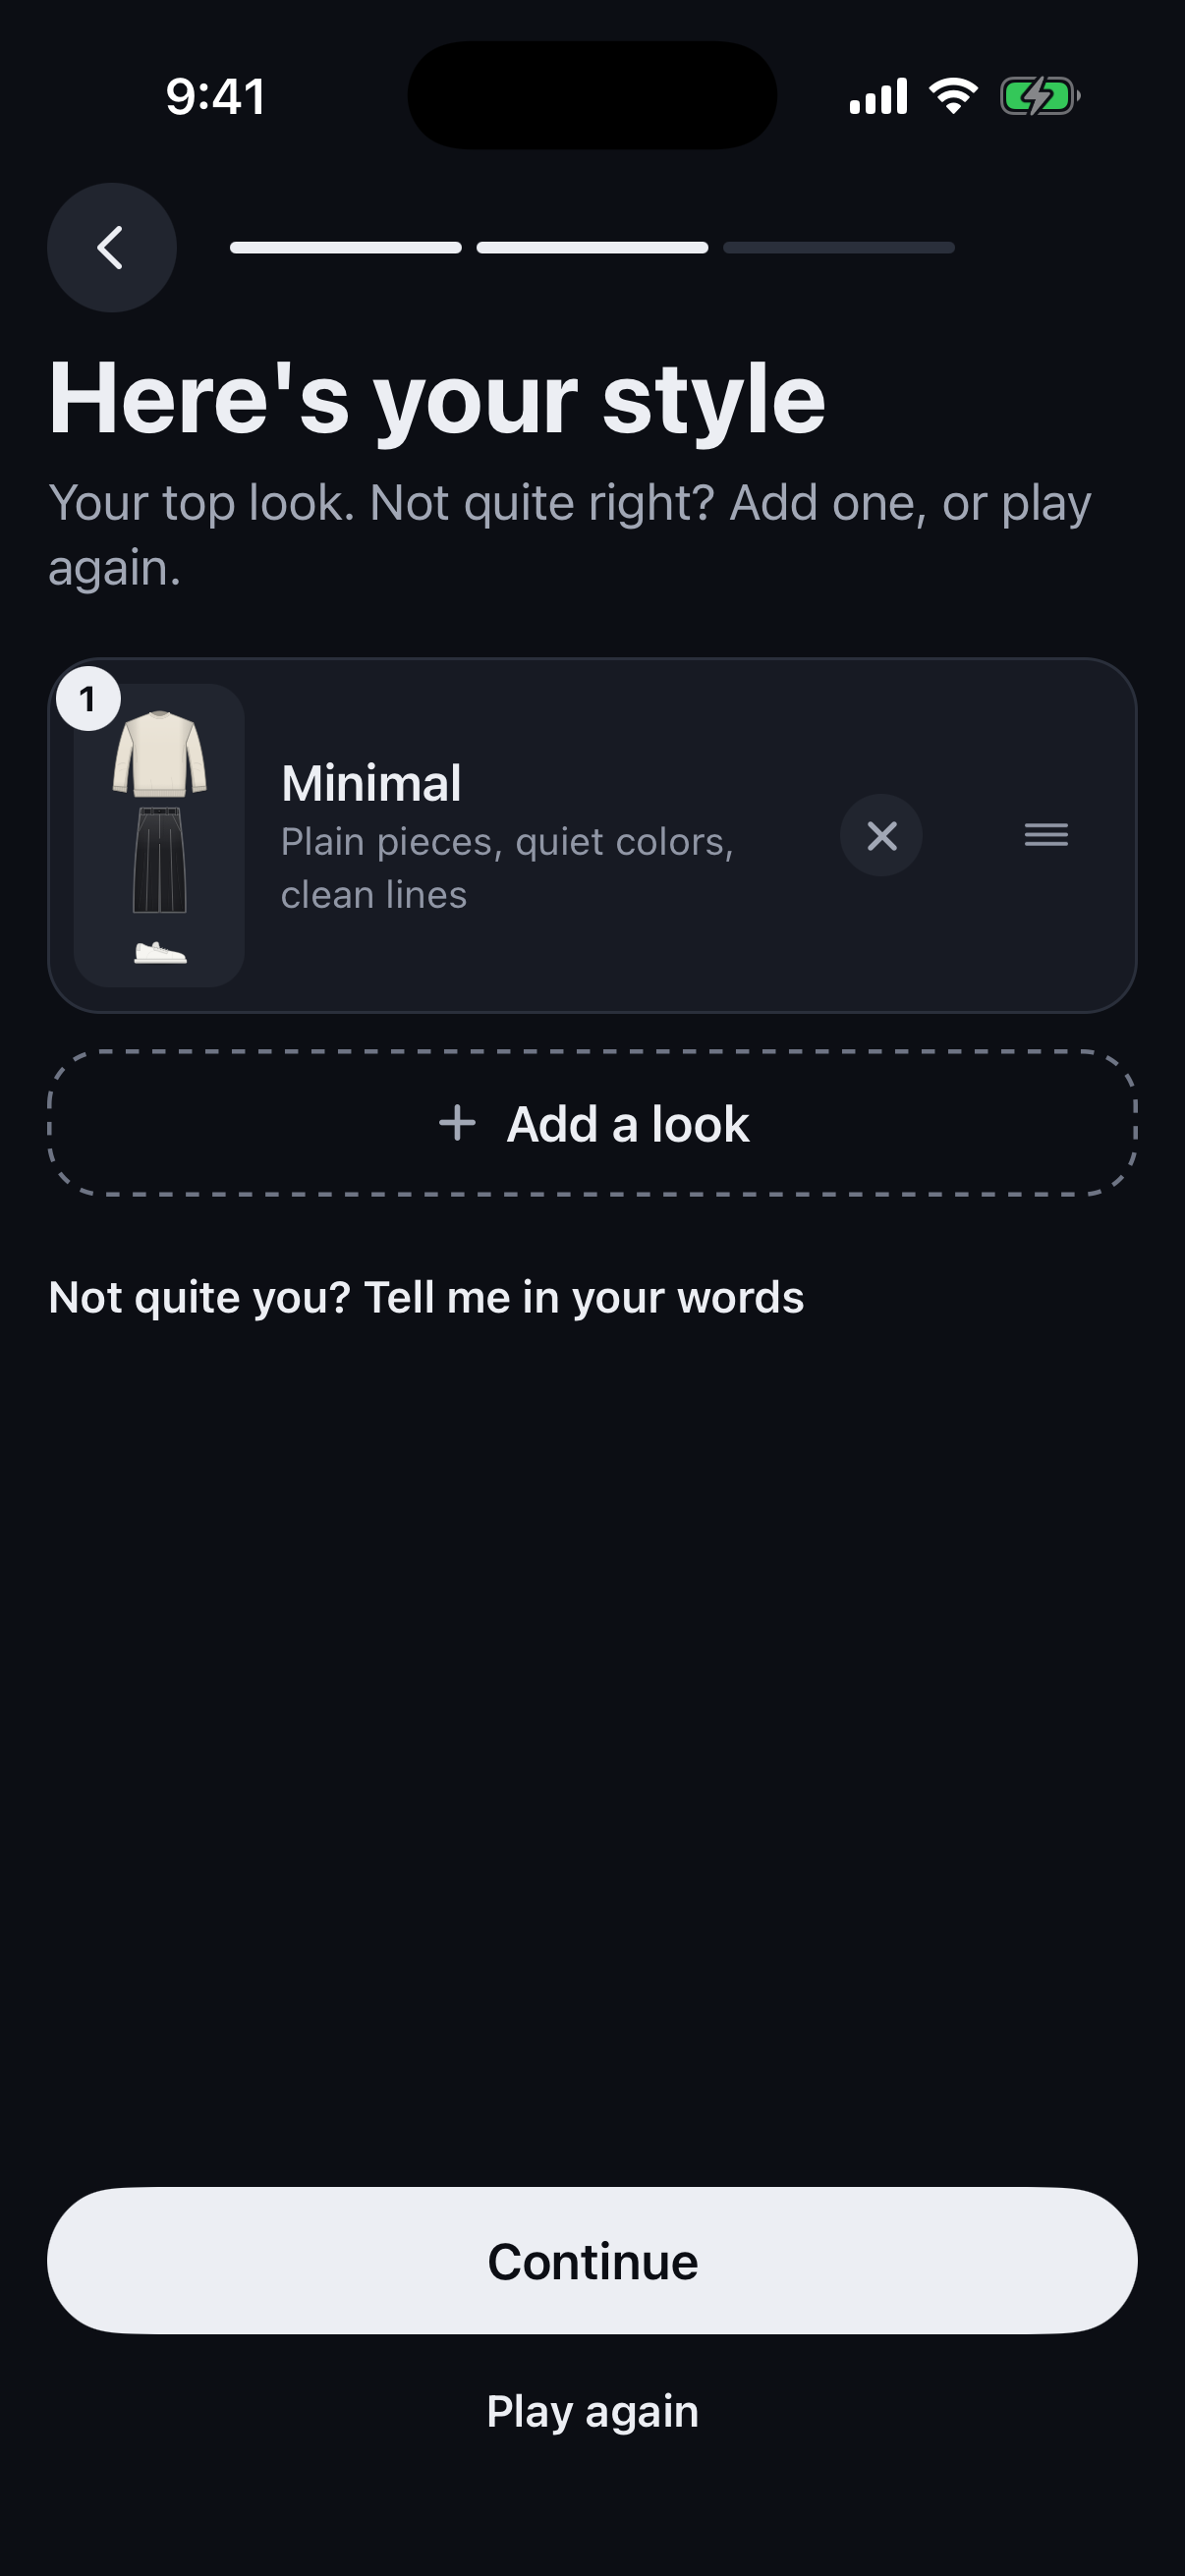 9:41
Here's your style
Your top look. Not quite right? Add one, or play
again.
1
Minimal
Plain pieces, quiet colors,
clean lines
Add a look
Not quite you? Tell me in your words
Continue
Play again